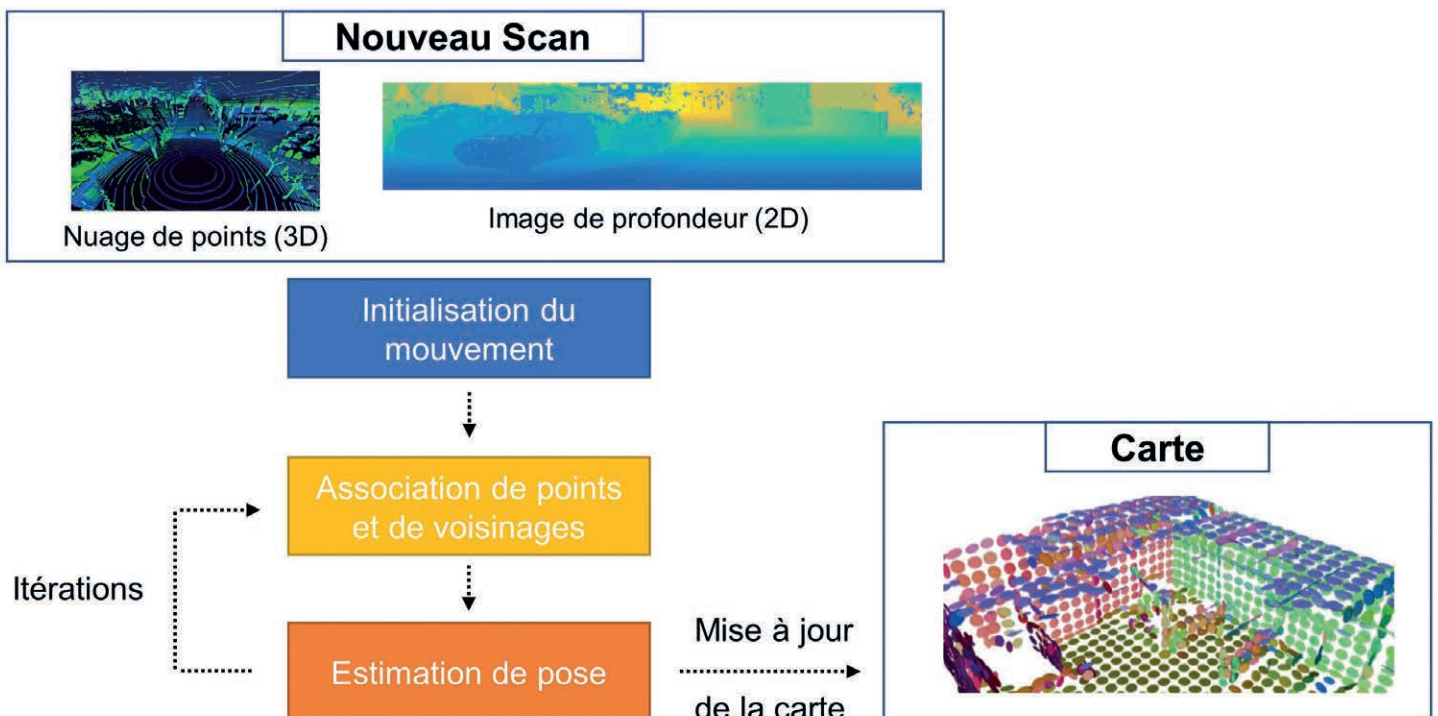 Nouveau Scan
Nuage de points (3D)
Image de profondeur (2D)
Initialisation du
mouvement
Association de points
et de voisinages
Itérations
Estimation de pose
Mise à jour
de la carte
Carte